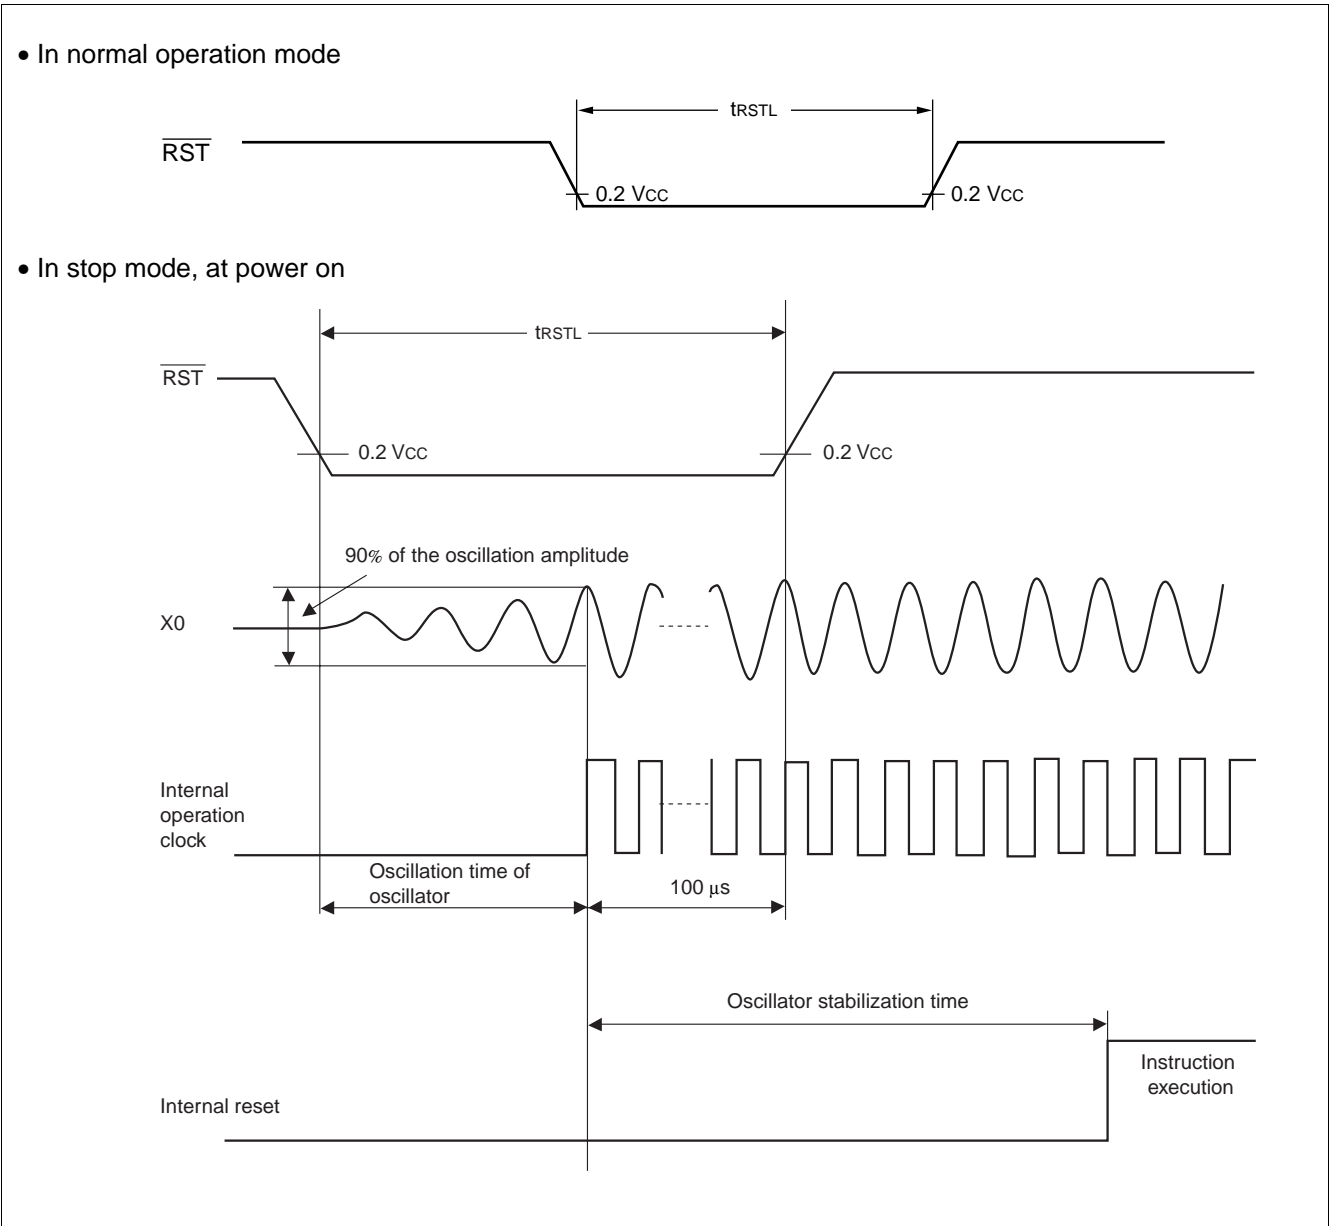 • In normal operation mode
tRSTL
RST
0.2 VCC
0.2 VCC
• In stop mode, at power on
tRSTL
RST
0.2 VCC
0.2 VCC
90% of the oscillation amplitude
X0
Internal
operation
clock
Oscillation time of
oscillator
100 μs
Oscillator stabilization time
Instruction
execution
Internal reset